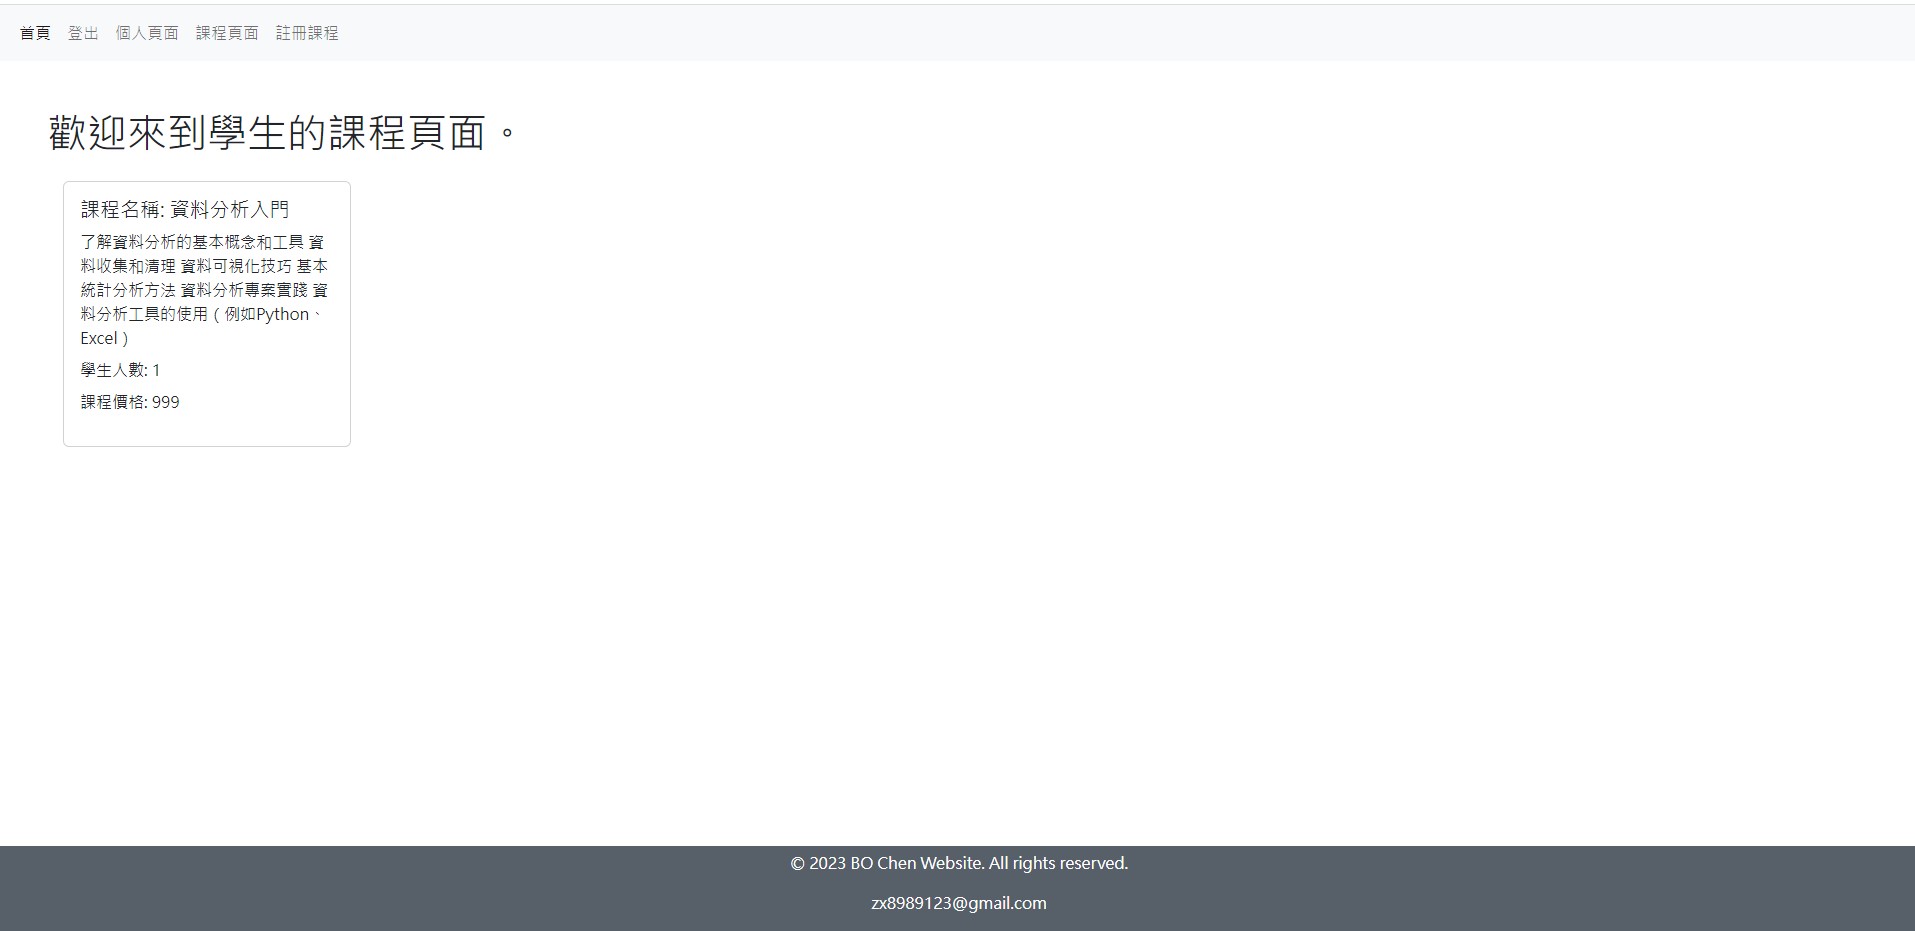 首頁 登出 個人頁面 課程頁面 註冊課程
歡迎來到學生的課程頁面。
課程名稱: 資料分析入門
了解資料分析的基本概念和工具 資
料收集和清理 資料可視化技巧 基本
統計分析方法 資料分析專案實踐 資
料分析工具的使用（例如Python、
Excel）
學生人數: 1
課程價格: 999
© 2023 BO Chen Website. All rights reserved.
zx8989123@gmail.com